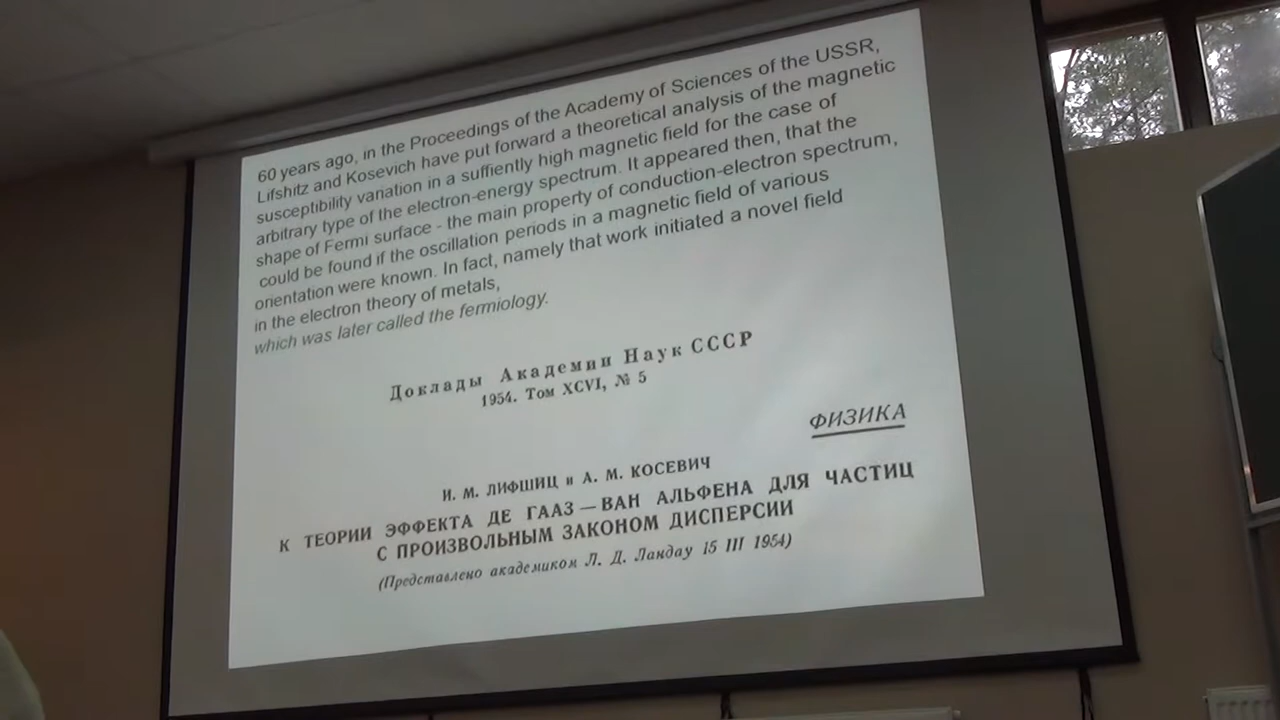 60 years ago, in the Proceedings of the Academy of Sciences of the USSR,
Lifshitz and Kosevich have put forward a theoretical analysis of the magnetic
susceptibility variation in a suffiently high magnetic field for the case of
arbitrary type of the electron-energy spectrum. It appeared then, that the
shape of Fermi surface - the main property of conduction-electron spectrum,
could be found if the oscillation periods in a magnetic field of various
orientation were known. In fact, namely that work initiated a novel field
in the electron theory of metals,
which was later called the fermiology.
Доклады Академии Наук СССР
1954. Том XCVI, № 5
ФИЗИКА
И. М. ЛИФШИЦ и А. М. КОСЕВИЧ
К ТЕОРИИ ЭФФЕКТА ДЕ ГААЗ — ВАН АЛЬФЕНА ДЛЯ ЧАСТИЦ
С ПРОИЗВОЛЬНЫМ ЗАКОНОМ ДИСПЕРСИИ
(Представлено академиком Л. Д. Ландау 15 III 1954)